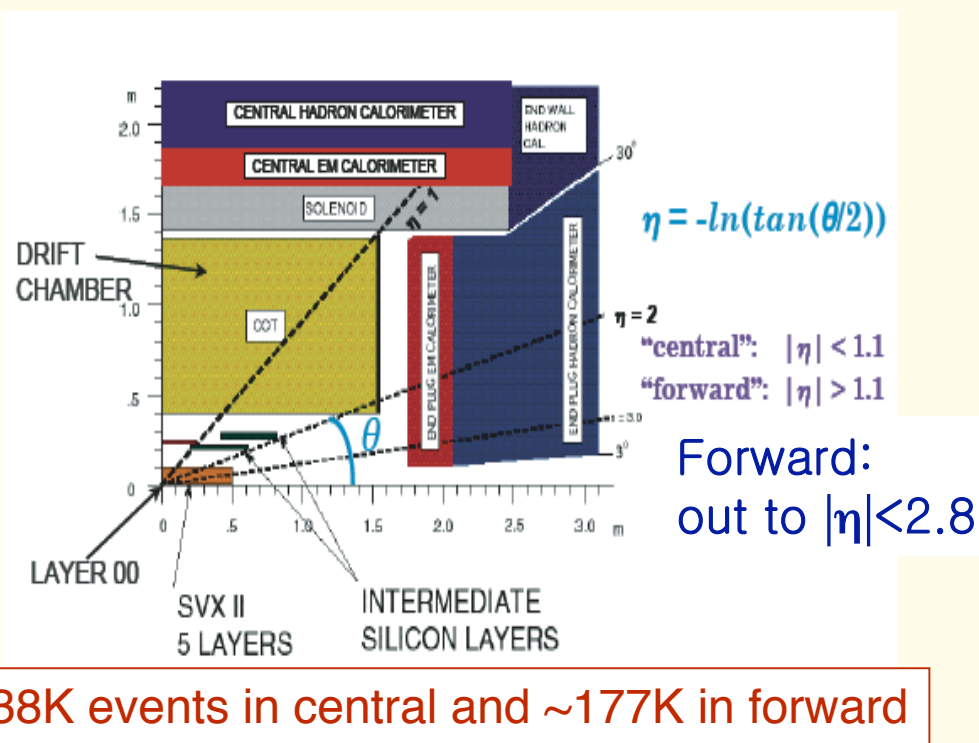 m
2.0
CENTRAL HADRON CALORIMETER
END WALL
HADRON
CAL.
CENTRAL EM CALORIMETER
30°
SOLENOID
η = 1
1.5
η = -ln(tan(θ/2))
DRIFT
CHAMBER
1.0
COT
END PLUG EM CALORIMETER
END PLUG HADRON CALORIMETER
η = 2
“central”: |η| < 1.1
“forward”: |η| > 1.1
.5
θ
= 3.0
3°
Forward:
out to |η|<2.8
0
0 .5 1.0 1.5 2.0 2.5 3.0 m
LAYER 00
SVX II
5 LAYERS
INTERMEDIATE
SILICON LAYERS
38K events in central and ~177K in forward